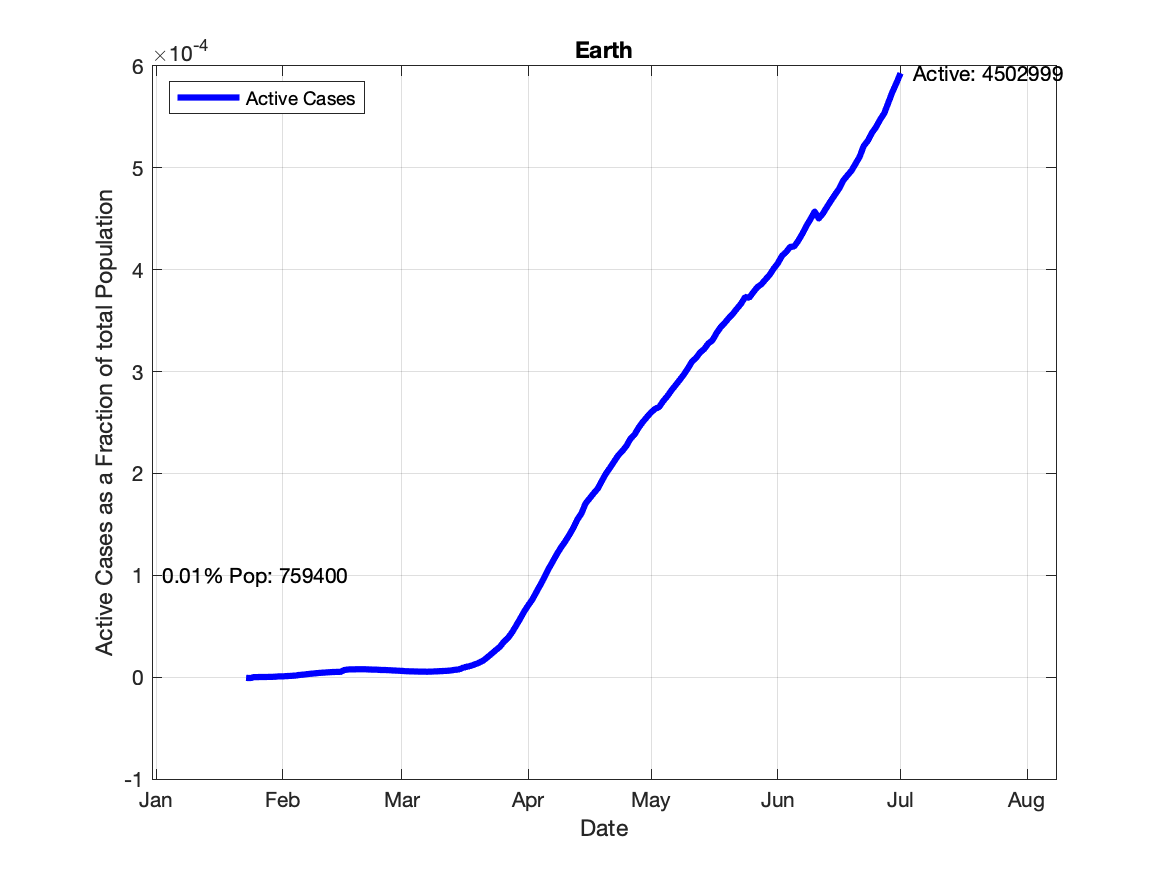 Earth
×10-4
6
5
4
3
2
1
0
-1
Active Cases as a Fraction of total Population
Active Cases
Active: 4502999
0.01% Pop: 759400
Jan Feb Mar Apr May Jun Jul Aug
Date